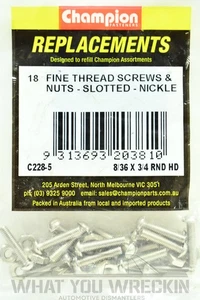 Champion
FASTENERS
REPLACEMENTS
Designed to refill Champion Assortments
18 FINE THREAD SCREWS &
NUTS - SLOTTED - NICKLE
9 313693 203810
C228-5 8/36 X 3/4 RND HD
205 Arden Street, North Melbourne VIC 3051
ph: (03) 9325 9000 email: sales@championparts.com.au
Packed in Australia from local and imported products
WHAT YOU WRECKIN
AUTOMOTIVE DISMANTLERS